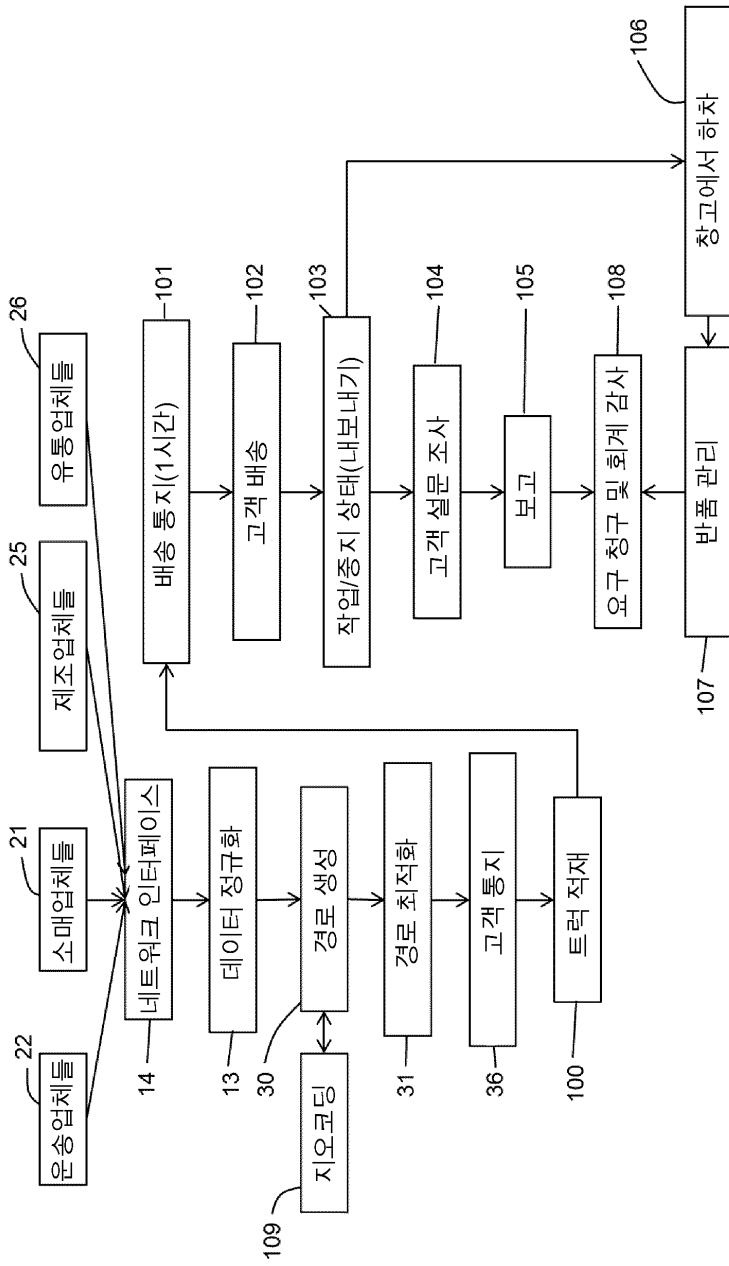 운송업체들
22
소매업체들
21
제조업체들
25
유통업체들
26
네트워크 인터페이스
14
데이터 정규화
13
지오코딩
109
경로 생성
30
경로 최적화
31
고객 통지
36
트럭 적재
100
배송 통지(1시간)
101
고객 배송
102
작업/중지 상태(내보내기)
103
고객 설문 조사
104
보고
105
요구 청구 및 회계 감사
108
반품 관리
107
창고에서 하차
106